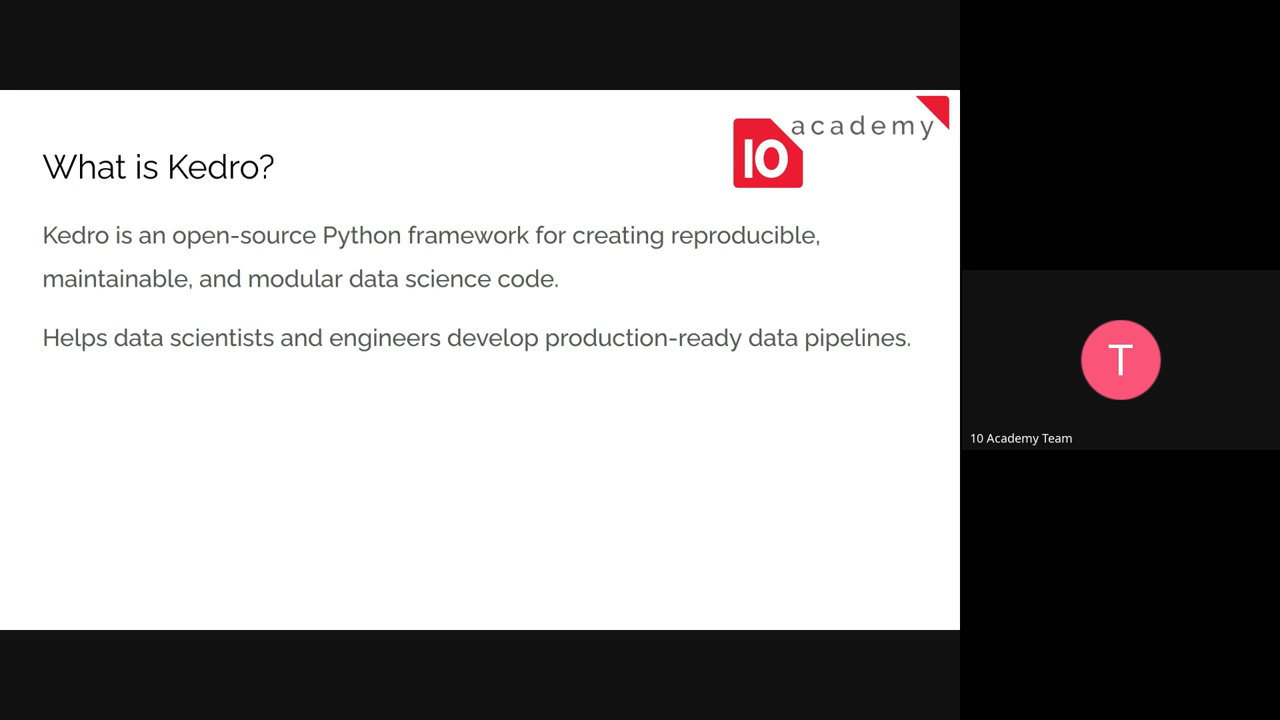 academy
10
What is Kedro?
Kedro is an open-source Python framework for creating reproducible,
maintainable, and modular data science code.
Helps data scientists and engineers develop production-ready data pipelines.
T
10 Academy Team